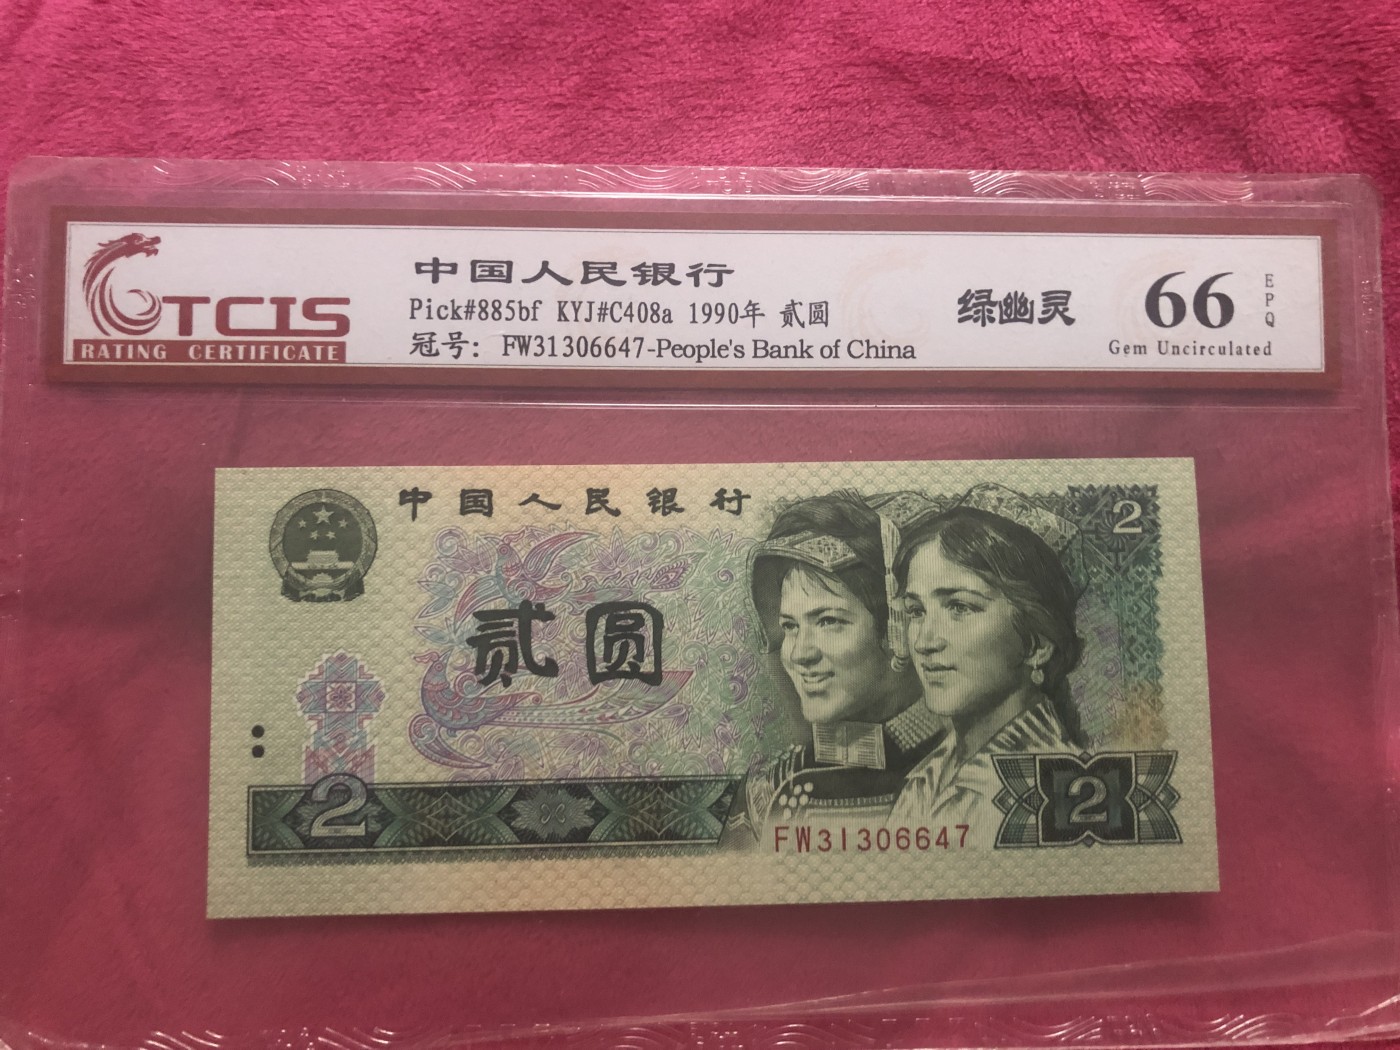 TCIS
RATING CERTIFICATE
中国人民银行
Pick#885bf KYJ#C408a 1990年 贰圆
冠号: FW31306647-People's Bank of China
绿幽灵
66
EPQ
Gem Uncirculated
中国人民银行
2
贰圆
2
2
FW31306647